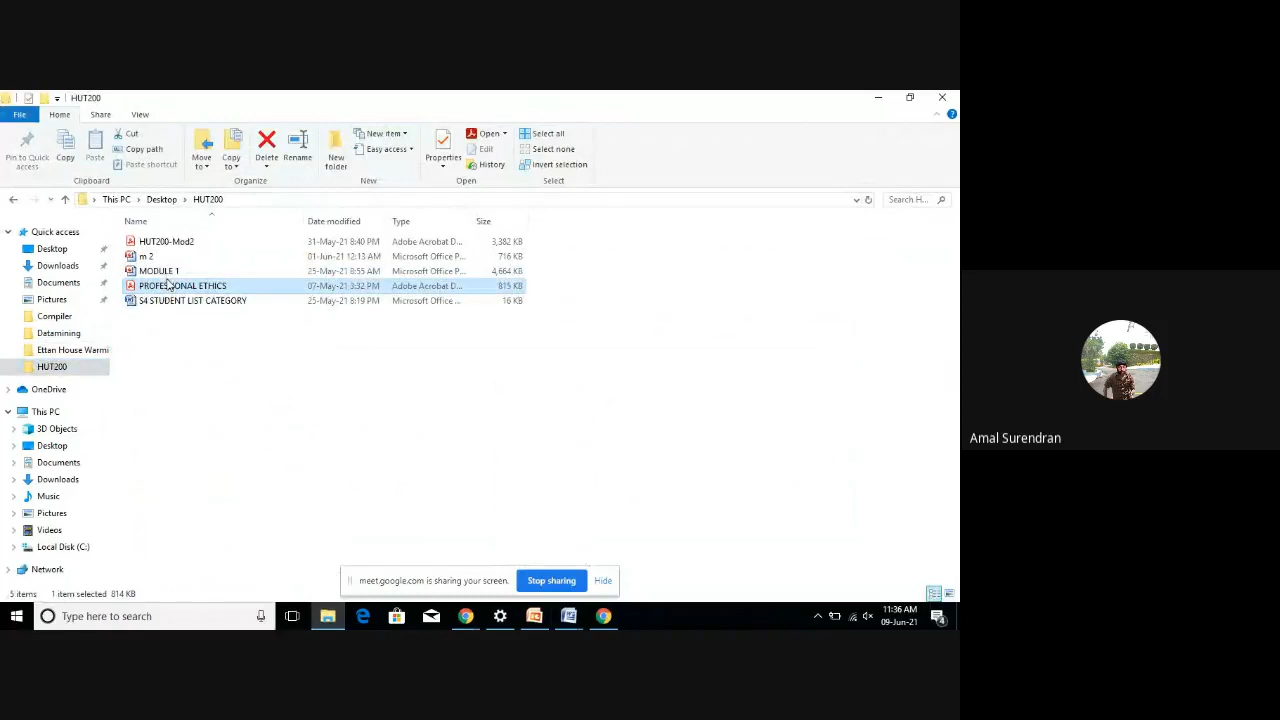 HUT200
File Home Share View
Pin to Quick access
Copy
Paste
Cut
Copy path
Paste shortcut
Move to
Copy to
Delete
Rename
New folder
New item
Easy access
Properties
Open
Edit
History
Select all
Select none
Invert selection
Clipboard Organize New Open Select
This PC Desktop HUT200 Search H...
Name Date modified Type Size
HUT200-Mod2 31-May-21 8:40 PM Adobe Acrobat D... 3,382 KB
m 2 01-Jun-21 12:13 AM Microsoft Office P... 716 KB
MODULE 1 25-May-21 8:55 AM Microsoft Office P... 4,664 KB
PROFESSIONAL ETHICS 07-May-21 3:32 PM Adobe Acrobat D... 815 KB
S4 STUDENT LIST CATEGORY 25-May-21 8:19 PM Microsoft Office ... 16 KB
Quick access
Desktop
Downloads
Documents
Pictures
Compiler
Datamining
Ettan House Warmi
HUT200
OneDrive
This PC
3D Objects
Desktop
Documents
Downloads
Music
Pictures
Videos
Local Disk (C:)
Network
5 items 1 item selected 814 KB
meet.google.com is sharing your screen. Stop sharing Hide
Type here to search
11:36 AM
09-Jun-21
4
Amal Surendran